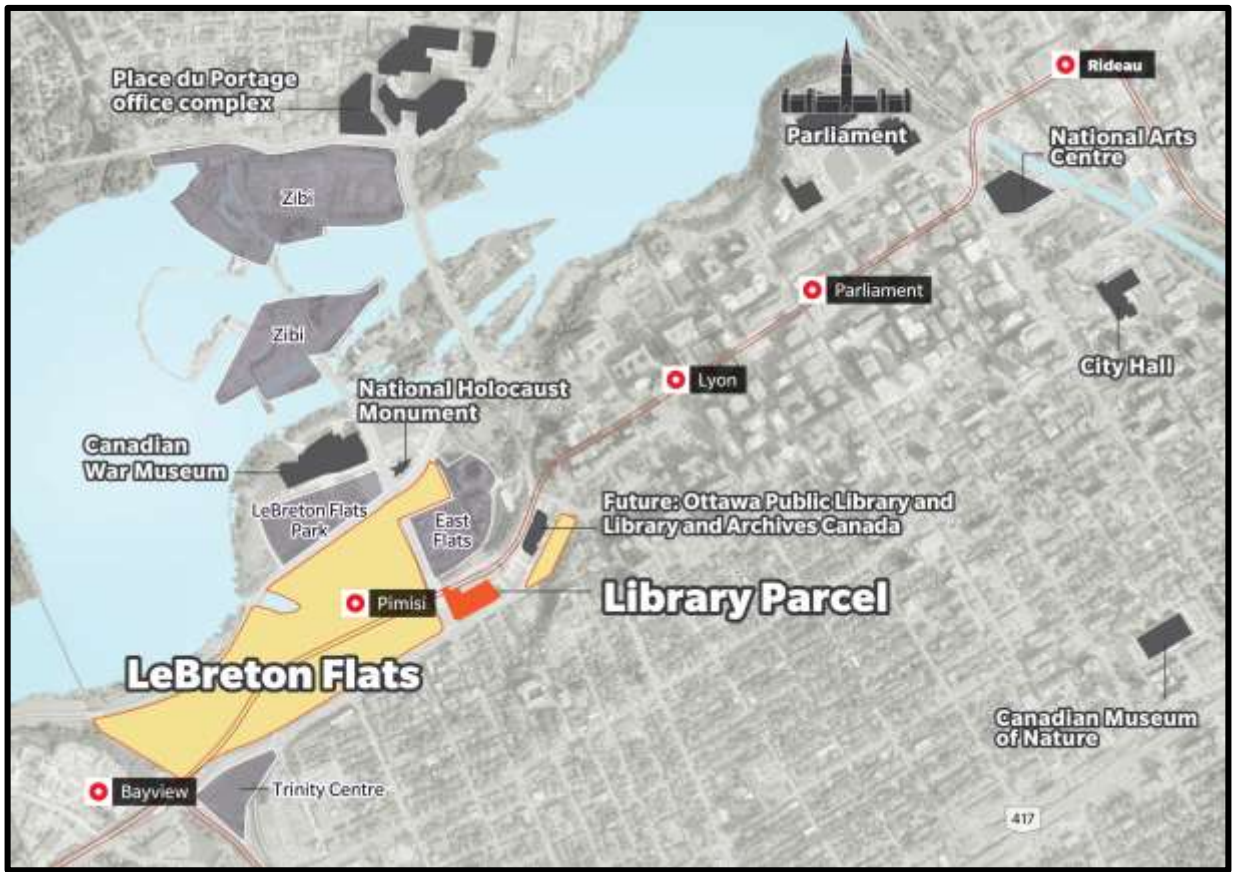 Place du Portage
office complex
Rideau
Parliament
National Arts
Centre
Zibi
Parliament
Zibi
City Hall
Lyon
National Holocaust
Monument
Canadian
War Museum
LeBreton Flats
Park
East
Flats
Future: Ottawa Public Library and
Library and Archives Canada
Pimisi
Library Parcel
LeBreton Flats
Canadian Museum
of Nature
Bayview
Trinity Centre
417